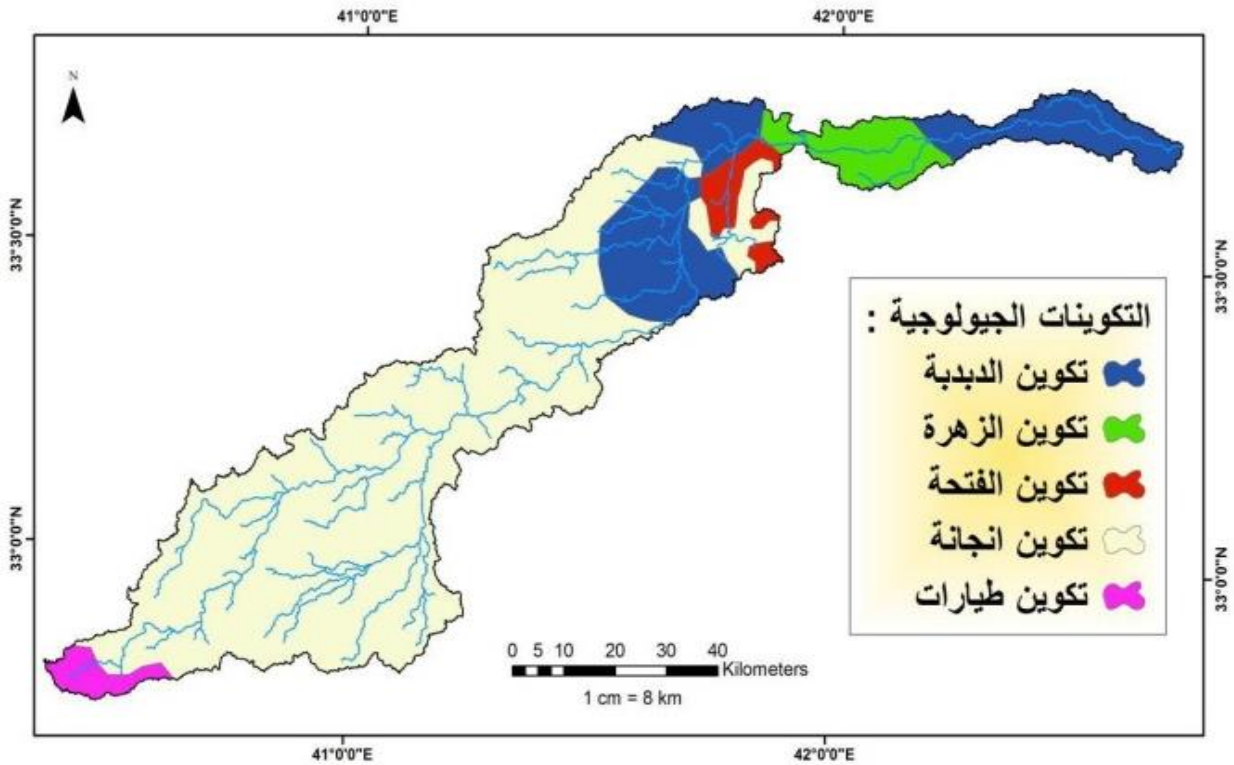 41°0'0"E 42°0'0"E
N
33°30'0"N
33°30'0"N
التكوينات الجيولوجية :
تكوين الدبدبة
تكوين الزهرة
تكوين الفتحة
تكوين انجانة
تكوين طيارات
33°0'0"N
33°0'0"N
0 5 10 20 30 40
Kilometers
1 cm = 8 km
41°0'0"E 42°0'0"E